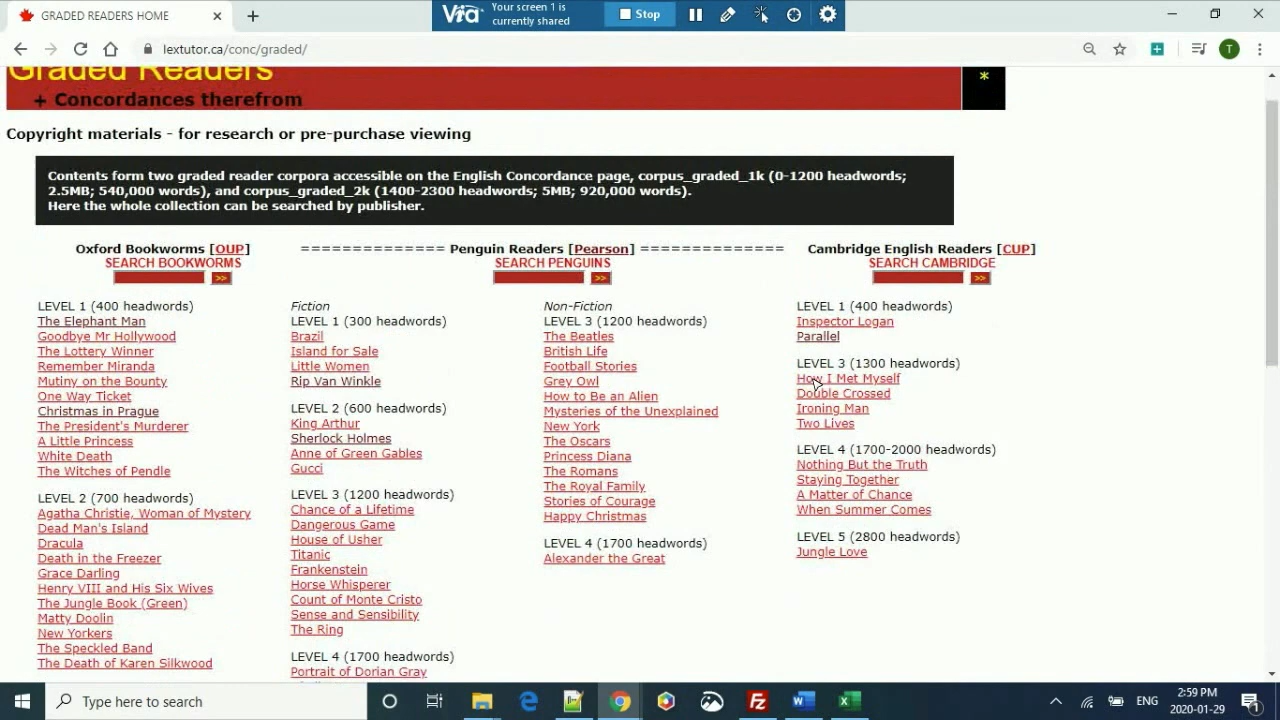 GRADED READERS HOME
Via
Your screen 1 is
currently shared
Stop
lextutor.ca/conc/graded/
T
Graded Readers
+ Concordances therefrom
*
Copyright materials - for research or pre-purchase viewing
Contents form two graded reader corpora accessible on the English Concordance page, corpus_graded_1k (0-1200 headwords;
2.5MB; 540,000 words), and corpus_graded_2k (1400-2300 headwords; 5MB; 920,000 words).
Here the whole collection can be searched by publisher.
Oxford Bookworms [OUP]
SEARCH BOOKWORMS
>>
LEVEL 1 (400 headwords)
The Elephant Man
Goodbye Mr Hollywood
The Lottery Winner
Remember Miranda
Mutiny on the Bounty
One Way Ticket
Christmas in Prague
The President's Murderer
A Little Princess
White Death
The Witches of Pendle
LEVEL 2 (700 headwords)
Agatha Christie, Woman of Mystery
Dead Man's Island
Dracula
Death in the Freezer
Grace Darling
Henry VIII and His Six Wives
The Jungle Book (Green)
Matty Doolin
New Yorkers
The Speckled Band
The Death of Karen Silkwood
============= Penguin Readers [Pearson] =============
SEARCH PENGUINS
>>
Fiction
LEVEL 1 (300 headwords)
Brazil
Island for Sale
Little Women
Rip Van Winkle
LEVEL 2 (600 headwords)
King Arthur
Sherlock Holmes
Anne of Green Gables
Gucci
LEVEL 3 (1200 headwords)
Chance of a Lifetime
Dangerous Game
House of Usher
Titanic
Frankenstein
Horse Whisperer
Count of Monte Cristo
Sense and Sensibility
The Ring
LEVEL 4 (1700 headwords)
Portrait of Dorian Gray
Non-Fiction
LEVEL 3 (1200 headwords)
The Beatles
British Life
Football Stories
Grey Owl
How to Be an Alien
Mysteries of the Unexplained
New York
The Oscars
Princess Diana
The Romans
The Royal Family
Stories of Courage
Happy Christmas
LEVEL 4 (1700 headwords)
Alexander the Great
Cambridge English Readers [CUP]
SEARCH CAMBRIDGE
>>
LEVEL 1 (400 headwords)
Inspector Logan
Parallel
LEVEL 3 (1300 headwords)
How I Met Myself
Double Crossed
Ironing Man
Two Lives
LEVEL 4 (1700-2000 headwords)
Nothing But the Truth
Staying Together
A Matter of Chance
When Summer Comes
LEVEL 5 (2800 headwords)
Jungle Love
Type here to search
ENG
2:59 PM
2020-01-29